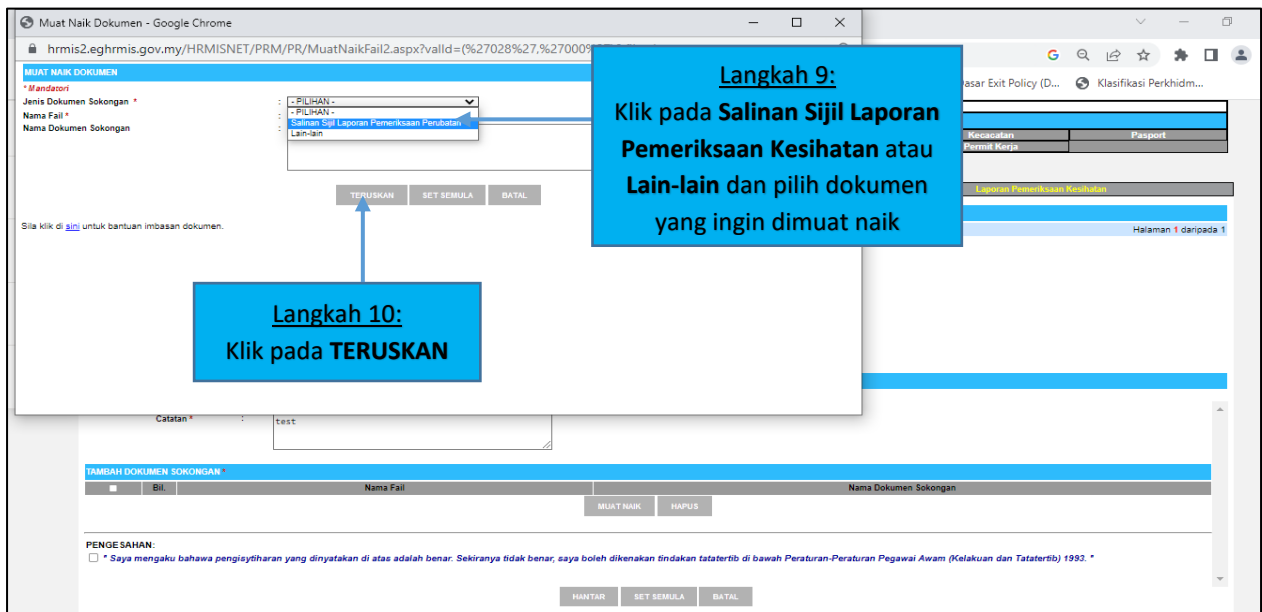 Muat Naik Dokumen - Google Chrome
hrmis2.eghrmis.gov.my/HRMISNET/PRM/PR/MuatNaikFail2.aspx?valId=(%27028%27,%27000%
MUAT NAIK DOKUMEN
* Mandatori
Jenis Dokumen Sokongan * : - PILIHAN -
Nama Fail * : - PILIHAN -
Salinan Sijil Laporan Pemeriksaan Perubatan
Nama Dokumen Sokongan : Lain-lain
TERUSKAN SET SEMULA BATAL
Sila klik di sini untuk bantuan imbasan dokumen.
Langkah 9:
Klik pada Salinan Sijil Laporan
Pemeriksaan Kesihatan atau
Lain-lain dan pilih dokumen
yang ingin dimuat naik
Langkah 10:
Klik pada TERUSKAN
asar Exit Policy (D... Klasifikasi Perkhidm...
Kecacatan Pasport
Permit Kerja
Laporan Pemeriksaan Kesihatan
Halaman 1 daripada 1
Catatan * : test
TAMBAH DOKUMEN SOKONGAN *
Bil. Nama Fail Nama Dokumen Sokongan
MUAT NAIK HAPUS
PENGESAHAN:
" Saya mengaku bahawa pengisytiharan yang dinyatakan di atas adalah benar. Sekiranya tidak benar, saya boleh dikenakan tindakan tatatertib di bawah Peraturan-Peraturan Pegawai Awam (Kelakuan dan Tatatertib) 1993. "
HANTAR SET SEMULA BATAL